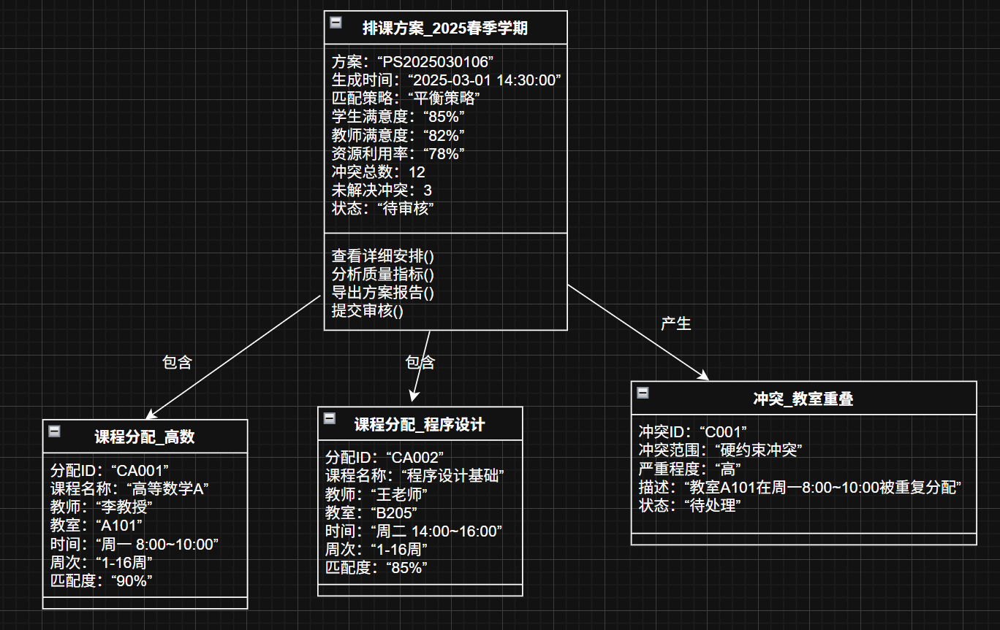 排课方案_2025春季学期
方案：“PS2025030106”
生成时间：“2025-03-01 14:30:00”
匹配策略：“平衡策略”
学生满意度：“85%”
教师满意度：“82%”
资源利用率：“78%”
冲突总数：12
未解决冲突：3
状态：“待审核”
查看详细安排()
分析质量指标()
导出方案报告()
提交审核()
包含
包含
产生
课程分配_高数
分配ID：“CA001”
课程名称：“高等数学A”
教师：“李教授”
教室：“A101”
时间：“周一 8:00~10:00”
周次：“1-16周”
匹配度：“90%”
课程分配_程序设计
分配ID：“CA002”
课程名称：“程序设计基础”
教师：“王老师”
教室：“B205”
时间：“周二 14:00~16:00”
周次：“1-16周”
匹配度：“85%”
冲突_教室重叠
冲突ID：“C001”
冲突范围：“硬约束冲突”
严重程度：“高”
描述：“教室A101在周一8:00~10:00被重复分配”
状态：“待处理”